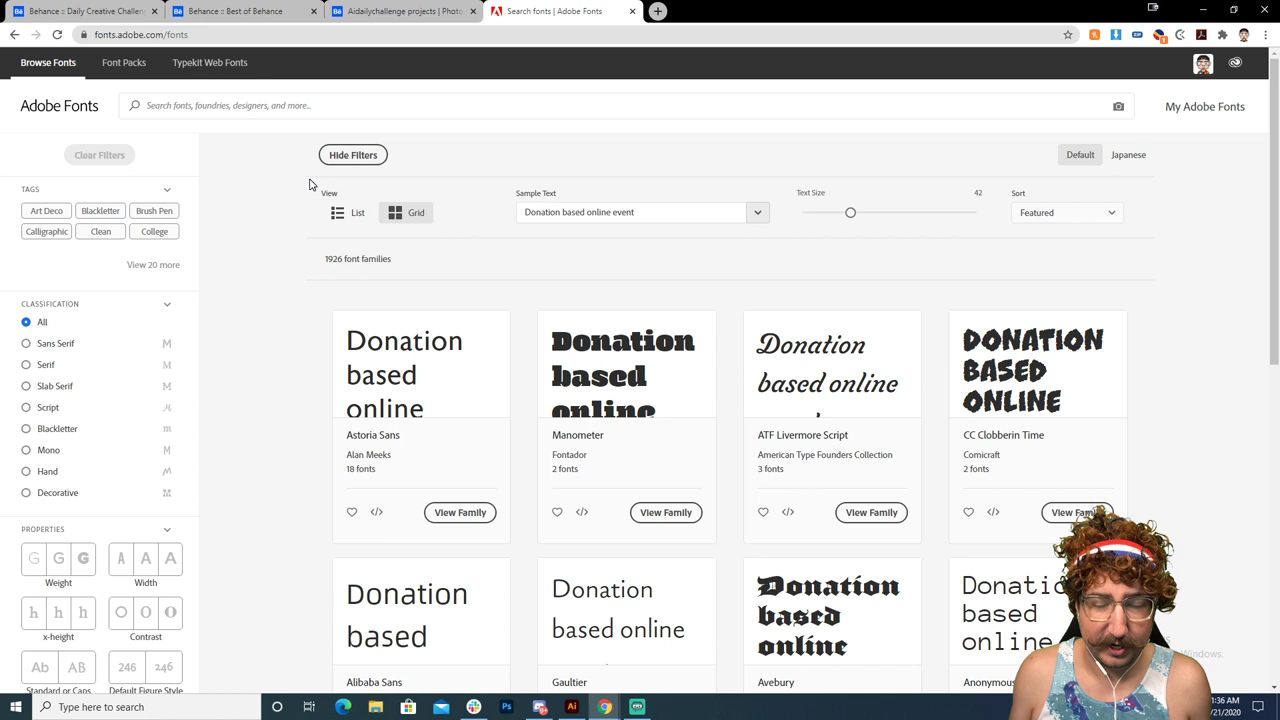 Behance :: Daily Creative Challen
Behance :: Best of Behance
Aidailychallenge projects | Photo
Search fonts | Adobe Fonts
fonts.adobe.com/fonts
Browse Fonts
Font Packs
Typekit Web Fonts
Adobe Fonts
Search fonts, foundries, designers, and more...
My Adobe Fonts
Clear Filters
Hide Filters
Default
Japanese
TAGS
View
Sample Text
Text Size
42
Sort
Art Deco
Blackletter
Brush Pen
List
Grid
Donation based online event
Featured
Calligraphic
Clean
College
View 20 more
1926 font families
CLASSIFICATION
All
Sans Serif
Serif
Slab Serif
Script
Blackletter
Mono
Hand
Decorative
PROPERTIES
Weight
Width
x-height
Contrast
Standard or Caps
Default Figure Style
Donation
based
online
Astoria Sans
Alan Meeks
18 fonts
View Family
Donation
based
online
Manometer
Fontador
2 fonts
View Family
Donation
based online
ATF Livermore Script
American Type Founders Collection
3 fonts
View Family
DONATION
BASED
ONLINE
CC Clobberin Time
Comicraft
2 fonts
View Fam
Donation
based
Alibaba Sans
Donation
based online
Gaultier
Donation
based
online
Avebury
Donatio
based
online
Anonymous
Type here to search